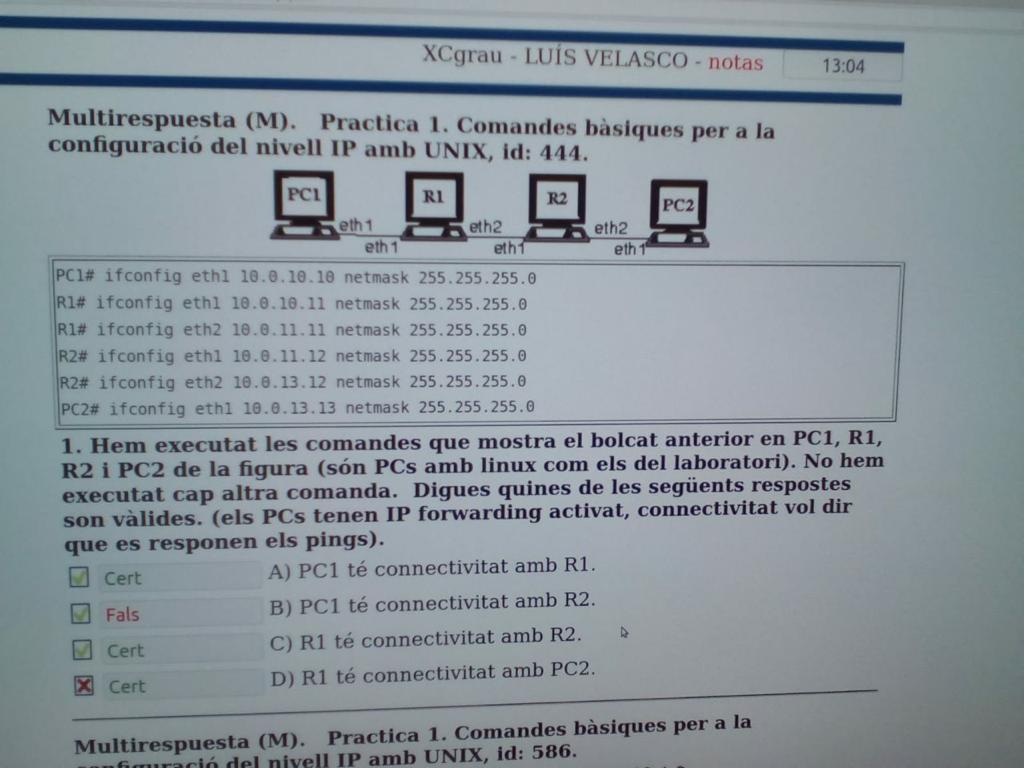 XCgrau - LUÍS VELASCO - notas 13:04
Multirespuesta (M). Practica 1. Comandes bàsiques per a la
configuració del nivell IP amb UNIX, id: 444.
PC1 R1 R2 PC2
eth1 eth2 eth2
eth1 eth1 eth1
PC1# ifconfig eth1 10.0.10.10 netmask 255.255.255.0
R1# ifconfig eth1 10.0.10.11 netmask 255.255.255.0
R1# ifconfig eth2 10.0.11.11 netmask 255.255.255.0
R2# ifconfig eth1 10.0.11.12 netmask 255.255.255.0
R2# ifconfig eth2 10.0.13.12 netmask 255.255.255.0
PC2# ifconfig eth1 10.0.13.13 netmask 255.255.255.0
1. Hem executat les comandes que mostra el bolcat anterior en PC1, R1,
R2 i PC2 de la figura (són PCs amb linux com els del laboratori). No hem
executat cap altra comanda. Digues quines de les següents respostes
son vàlides. (els PCs tenen IP forwarding activat, connectivitat vol dir
que es responen els pings).
Cert A) PC1 té connectivitat amb R1.
Fals B) PC1 té connectivitat amb R2.
Cert C) R1 té connectivitat amb R2.
Cert D) R1 té connectivitat amb PC2.
Multirespuesta (M). Practica 1. Comandes bàsiques per a la
configuració del nivell IP amb UNIX, id: 586.